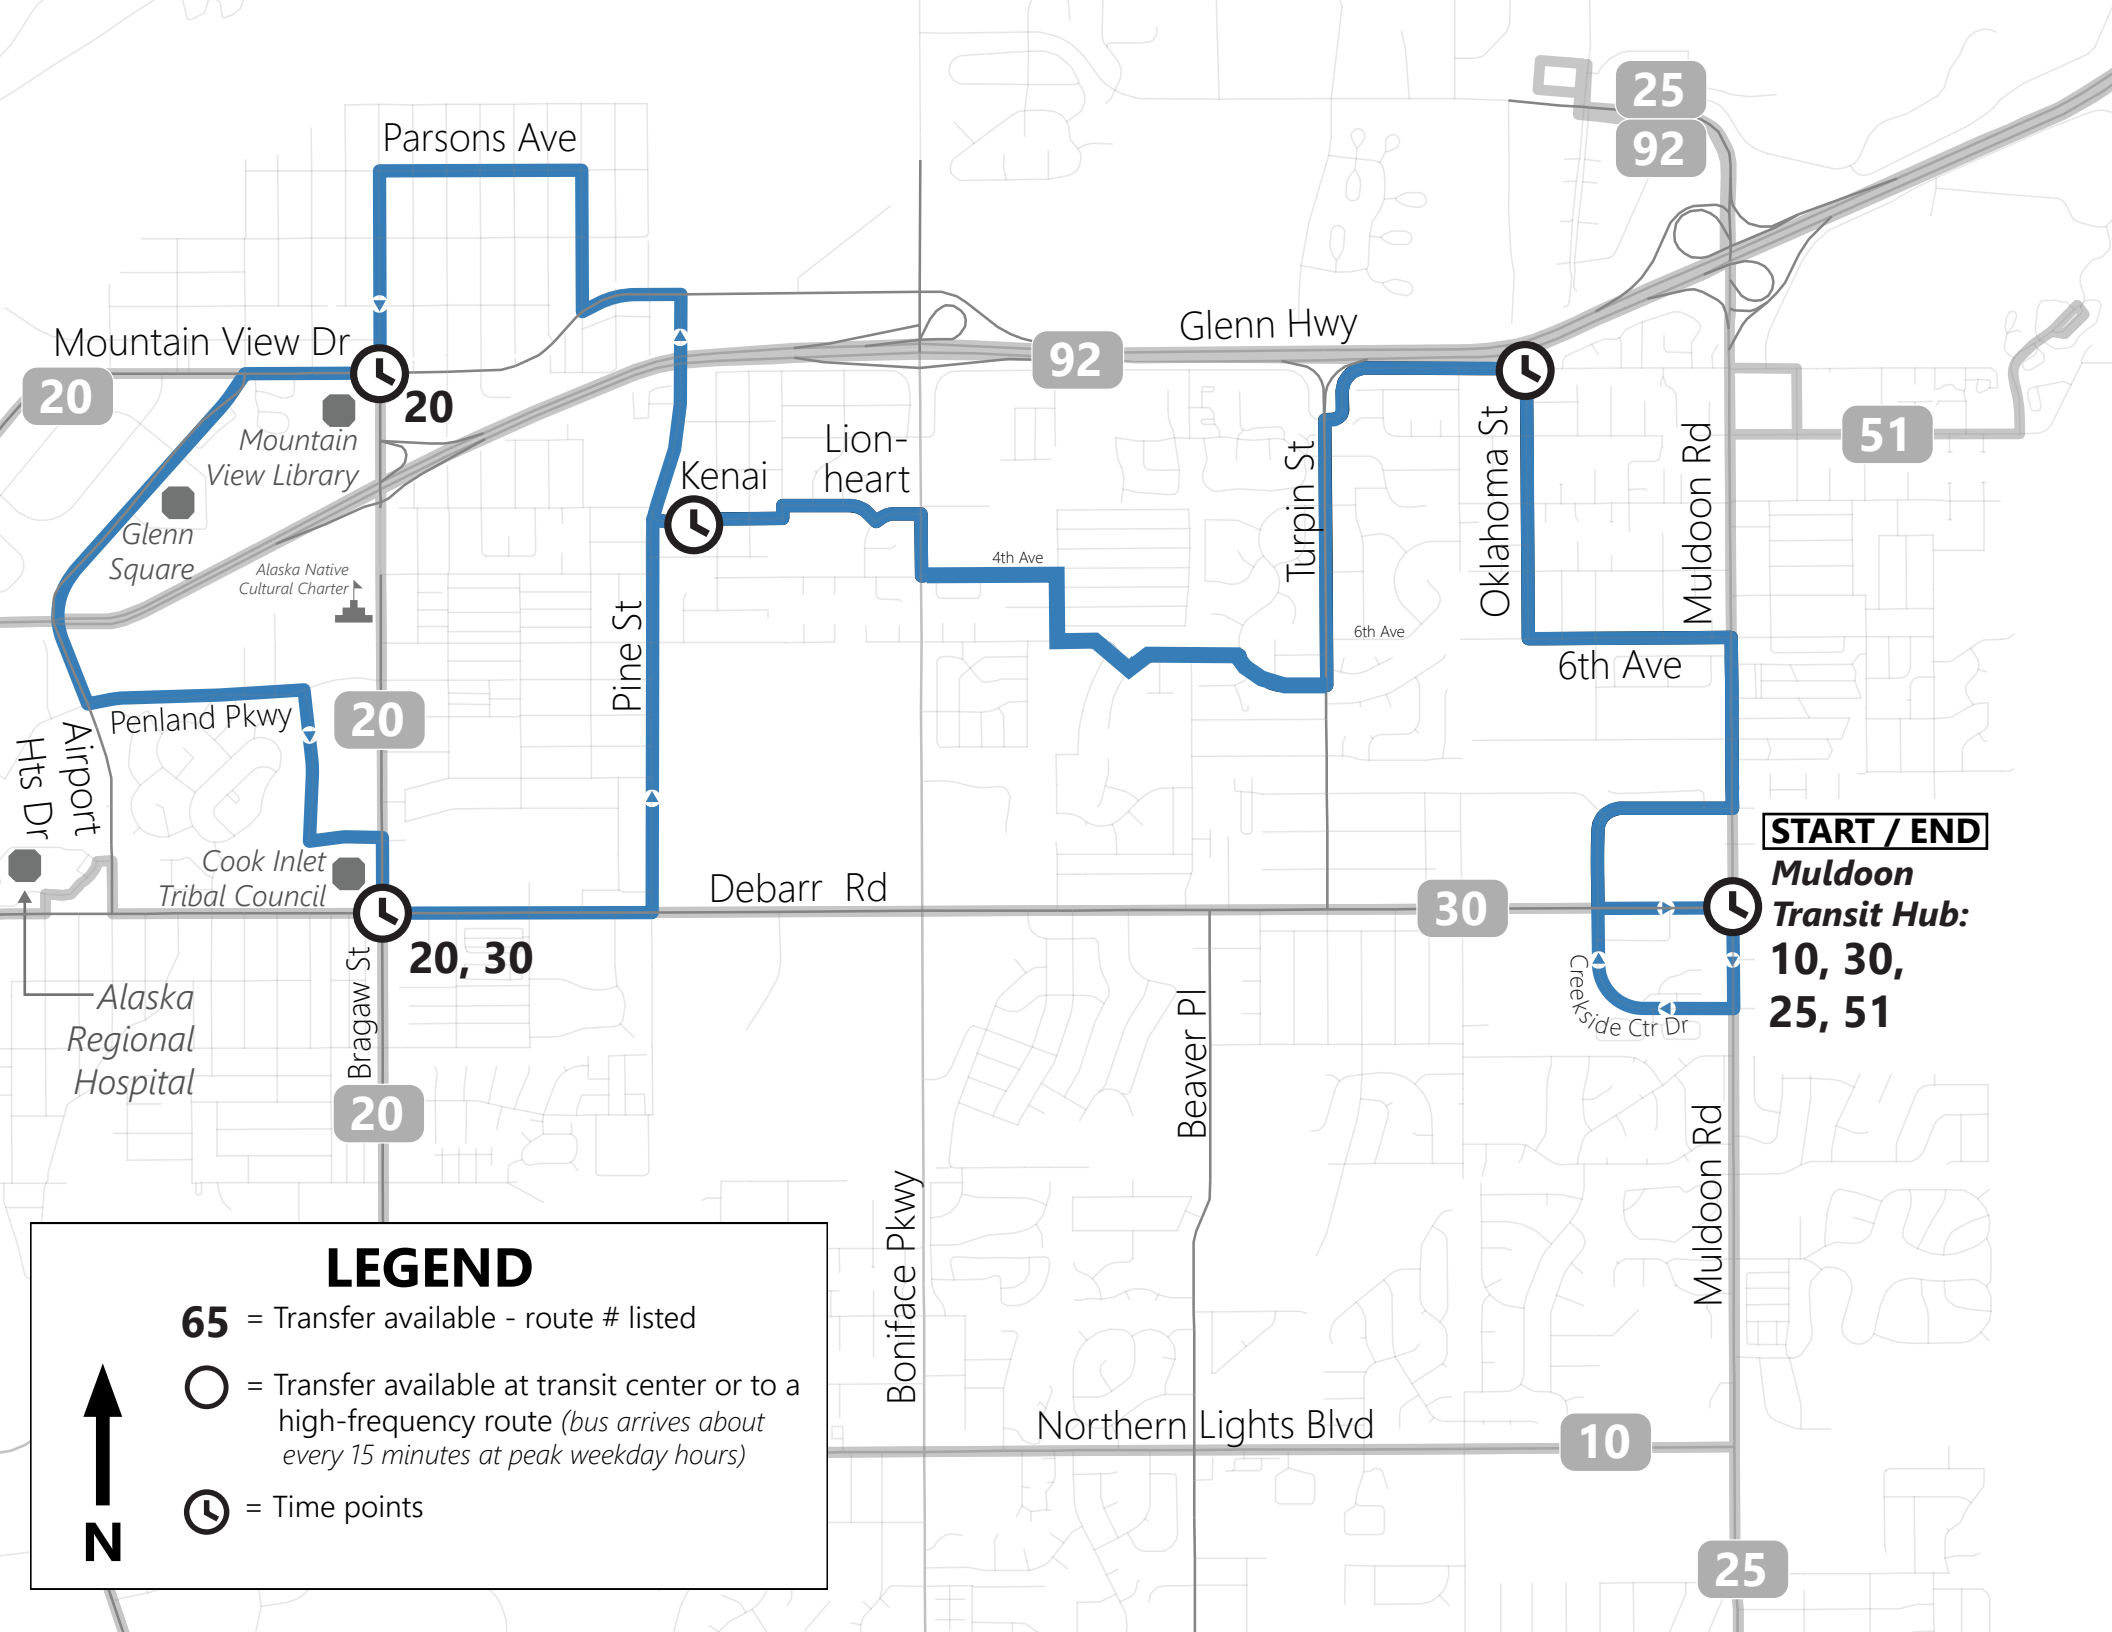 25
92
Parsons Ave
Glenn Hwy
Mountain View Dr
92
20
20
Mountain
View Library
Lion-
heart
Kenai
51
Glenn
Square
Turpin St
Oklahoma St
Muldoon Rd
Alaska Native
Cultural Charter
4th Ave
Pine St
6th Ave
6th Ave
Penland Pkwy
20
Airport
Hts Dr
START / END
Muldoon
Transit Hub:
10, 30,
25, 51
Cook Inlet
Tribal Council
Debarr Rd
30
20, 30
Bragaw St
Creekside Ctr Dr
Alaska
Regional
Hospital
Beaver Pl
20
Muldoon Rd
Boniface Pkwy
LEGEND
65 = Transfer available - route # listed
= Transfer available at transit center or to a
high-frequency route (bus arrives about
every 15 minutes at peak weekday hours)
= Time points
N
Northern Lights Blvd
10
25